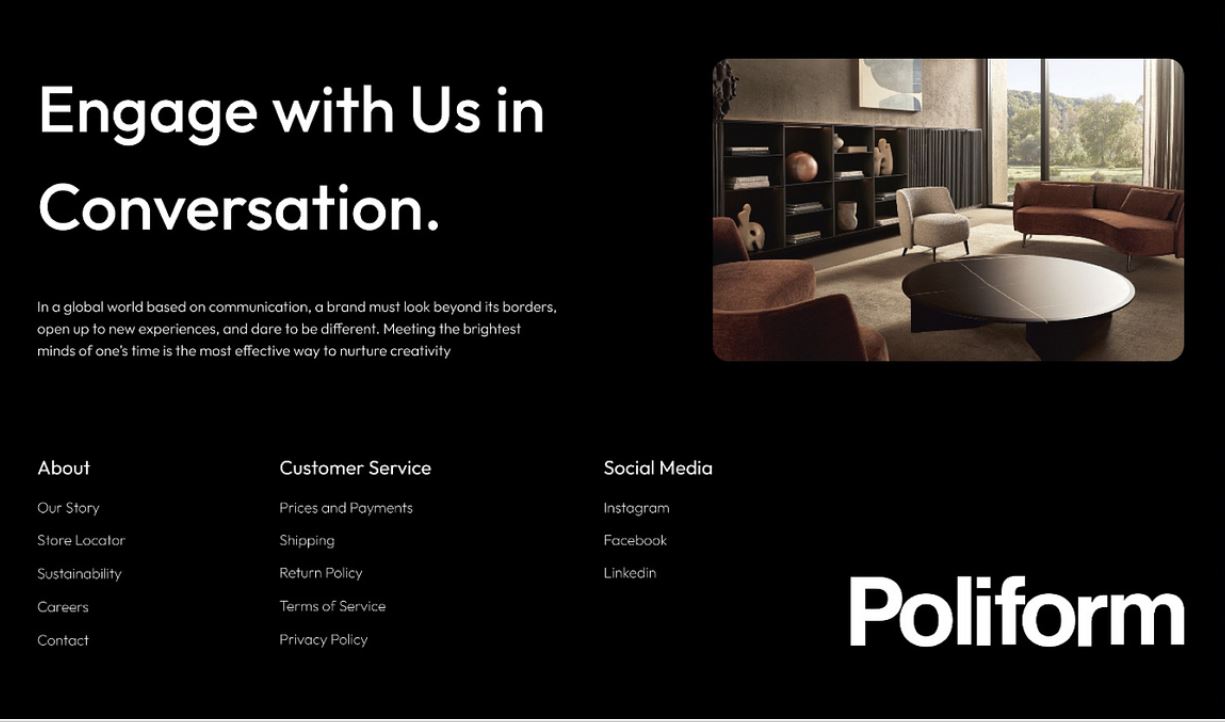 Engage with Us in
Conversation.
In a global world based on communication, a brand must look beyond its borders,
open up to new experiences, and dare to be different. Meeting the brightest
minds of one's time is the most effective way to nurture creativity
About
Our Story
Store Locator
Sustainability
Careers
Contact
Customer Service
Prices and Payments
Shipping
Return Policy
Terms of Service
Privacy Policy
Social Media
Instagram
Facebook
Linkedin
Poliform